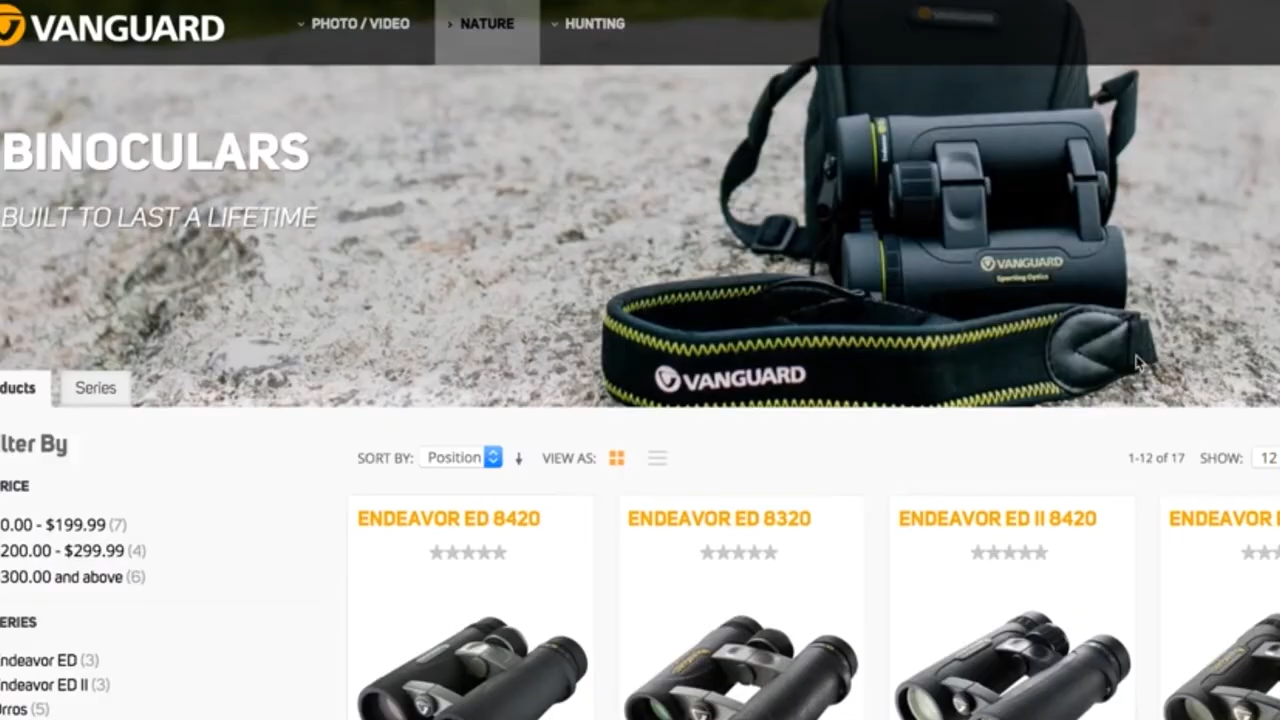 VANGUARD
PHOTO / VIDEO
NATURE
HUNTING
BINOCULARS
BUILT TO LAST A LIFETIME
VANGUARD
Sporting Optics
VANGUARD
ducts
Series
lter By
SORT BY: Position
VIEW AS:
1-12 of 17 SHOW: 12
RICE
0.00 - $199.99 (7)
200.00 - $299.99 (4)
300.00 and above (6)
ERIES
ndeavor ED (3)
ndeavor ED II (3)
rros (5)
ENDEAVOR ED 8420
ENDEAVOR ED 8320
ENDEAVOR ED II 8420
ENDEAVOR